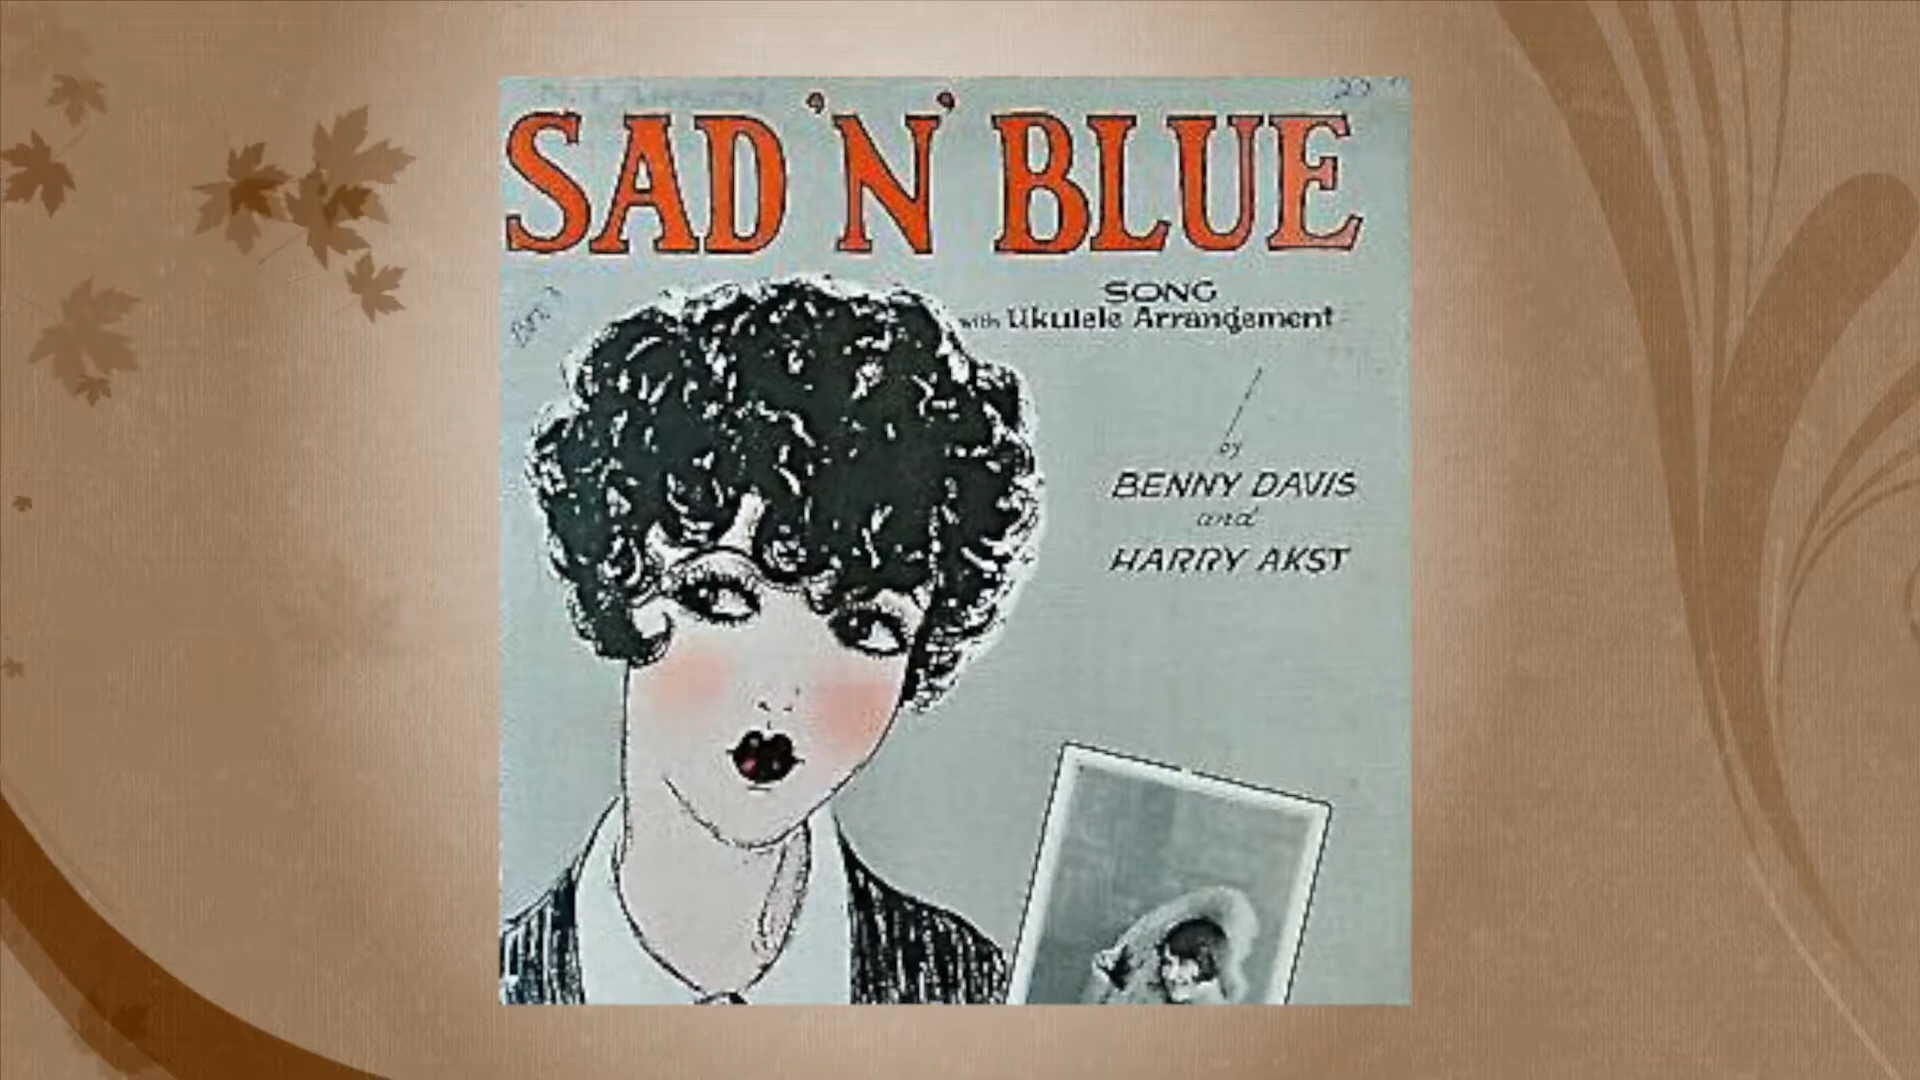 SAD 'N' BLUE
SONG
with Ukulele Arrangement
by
BENNY DAVIS
and
HARRY AKST